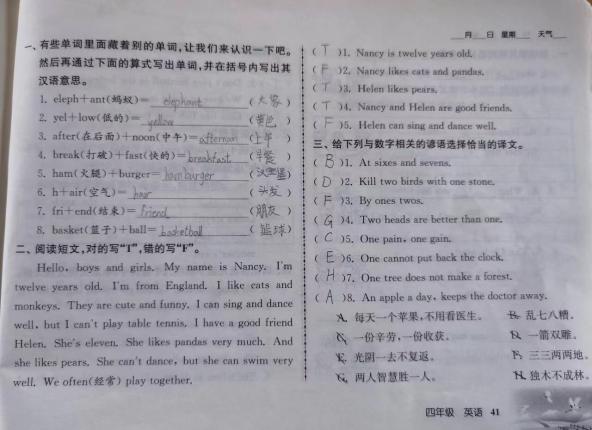 一、有些单词里面藏着别的单词,让我们来认识一下吧。
然后再通过下面的算式写出单词,并在括号内写出其
汉语意思。
1. eleph+ant(蚂蚁)= elephant (大象)
2. yel+low(低的)= yellow (黄色)
3. after(在后面)+noon(中午)=afternoon (上午)
4. break(打破)+fast(快的)=breakfast (早餐)
5. ham(火腿)+burger=hamburger (汉堡)
6. h+air(空气)= hair (头发)
7. fri+end(结束)= friend (朋友)
8. basket(篮子)+ball=basketball (篮球)
二、阅读短文,对的写“T”,错的写“F”。
Hello, boys and girls. My name is Nancy. I'm
twelve years old. I'm from England. I like cats and
monkeys. They are cute and funny. I can sing and dance
well, but I can't play table tennis. I have a good friend
Helen. She's eleven. She likes pandas very much. And
she likes pears. She can't dance, but she can swim very
well. We often(经常) play together.
月 日 星期 天气
(T)1. Nancy is twelve years old.
(F)2. Nancy likes cats and pandas.
(T)3. Helen likes pears.
(T)4. Nancy and Helen are good friends.
(F)5. Helen can sing and dance well.
三、给下列与数字相关的谚语选择恰当的译文。
(B)1. At sixes and sevens.
(D)2. Kill two birds with one stone.
(F)3. By ones twos.
(G)4. Two heads are better than one.
(C)5. One pain, one gain.
(E)6. One cannot put back the clock.
(H)7. One tree does not make a forest.
(A)8. An apple a day, keeps the doctor away.
A. 每天一个苹果,不用看医生。 B. 乱七八糟。
C. 一份辛劳,一份收获。 D. 一箭双雕。
E. 光阴一去不复返。 F. 三三两两地。
G. 两人智慧胜一人。 H. 独木不成林。
四年级 英语 41